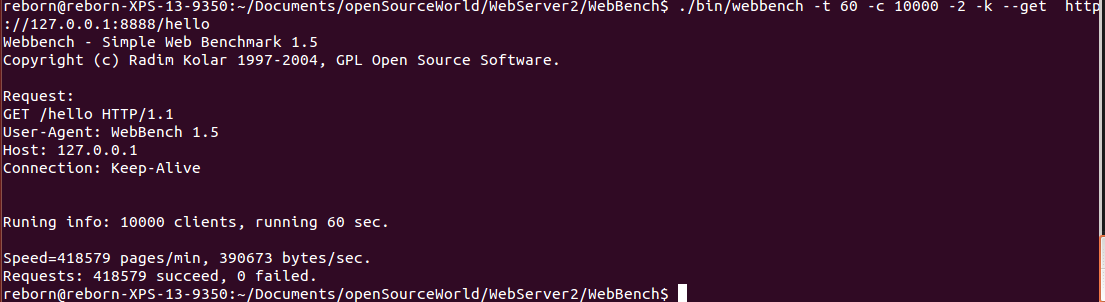 reborn@reborn-XPS-13-9350:~/Documents/openSourceWorld/WebServer2/WebBench$ ./bin/webbench -t 60 -c 10000 -2 -k --get  http
://127.0.0.1:8888/hello
Webbench - Simple Web Benchmark 1.5
Copyright (c) Radim Kolar 1997-2004, GPL Open Source Software.
Request:
GET /hello HTTP/1.1
User-Agent: WebBench 1.5
Host: 127.0.0.1
Connection: Keep-Alive
Runing info: 10000 clients, running 60 sec.
Speed=418579 pages/min, 390673 bytes/sec.
Requests: 418579 succeed, 0 failed.
reborn@reborn-XPS-13-9350:~/Documents/openSourceWorld/WebServer2/WebBench$